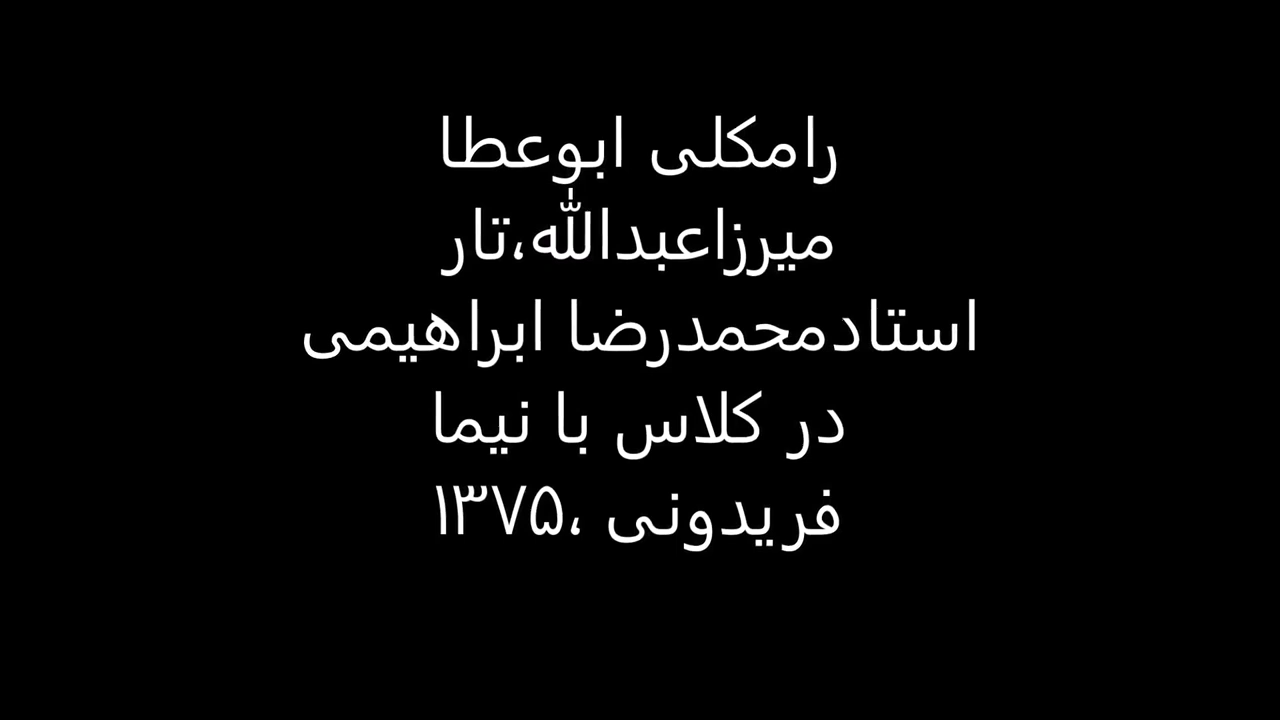 رامکلی ابوعطا
میرزاعبدالله،تار
استادمحمدرضا ابراهیمی
در کلاس با نیما
فریدونی ،۱۳۷۵